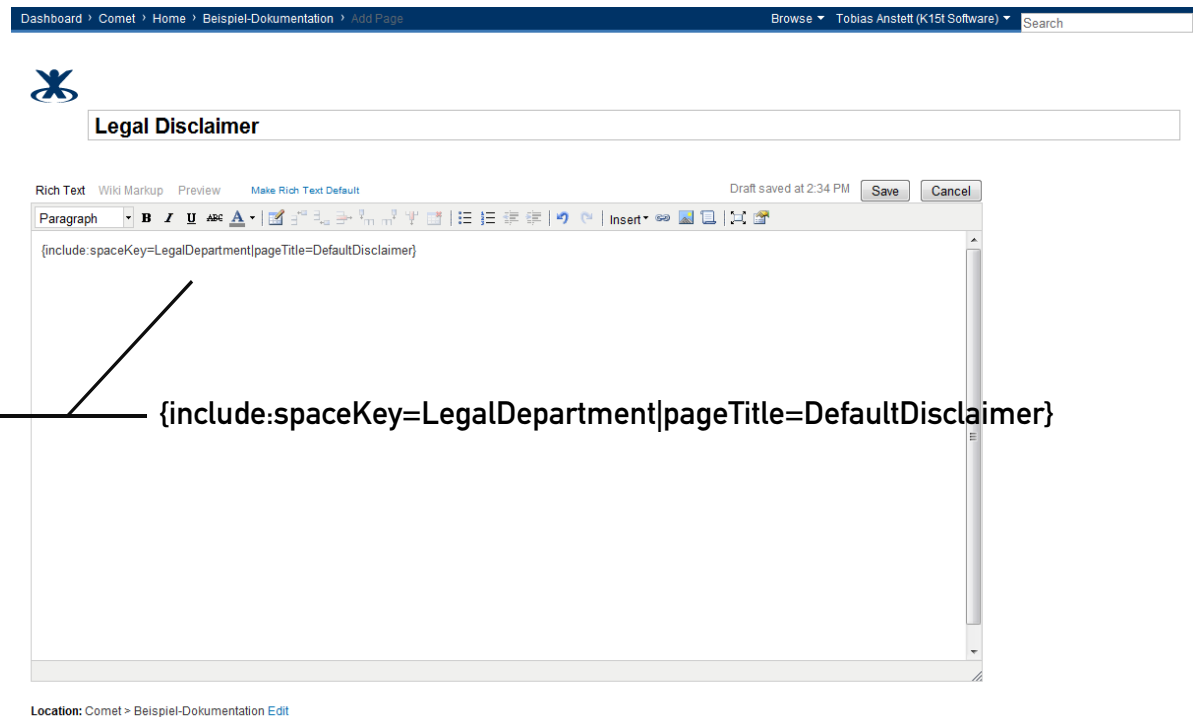 Dashboard › Comet › Home › Beispiel-Dokumentation › Add Page Browse Tobias Anstett (K15t Software) Search
Legal Disclaimer
Rich Text Wiki Markup Preview Make Rich Text Default Draft saved at 2:34 PM Save Cancel
Paragraph B I U ABC A Insert
{include:spaceKey=LegalDepartment|pageTitle=DefaultDisclaimer}
{include:spaceKey=LegalDepartment|pageTitle=DefaultDisclaimer}
Location: Comet > Beispiel-Dokumentation Edit